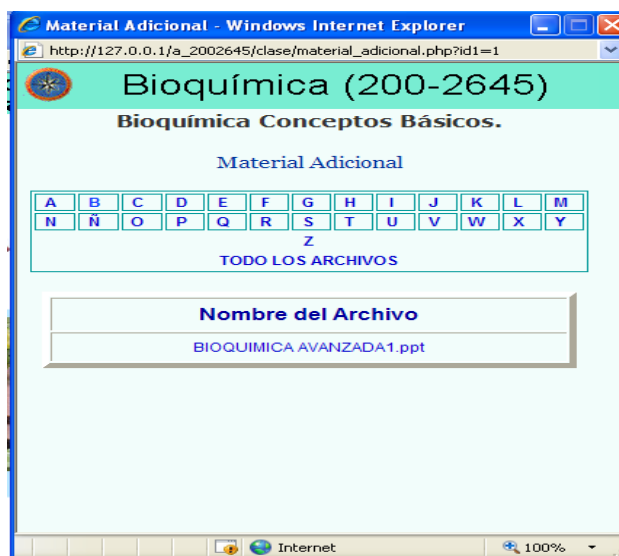 Material Adicional - Windows Internet Explorer
http://127.0.0.1/a_2002645/clase/material_adicional.php?id1=1
Bioquímica (200-2645)
Bioquímica Conceptos Básicos.
Material Adicional
A B C D E F G H I J K L M
N Ñ O P Q R S T U V W X Y
Z
TODO LOS ARCHIVOS
Nombre del Archivo
BIOQUIMICA AVANZADA1.ppt
Internet 100%